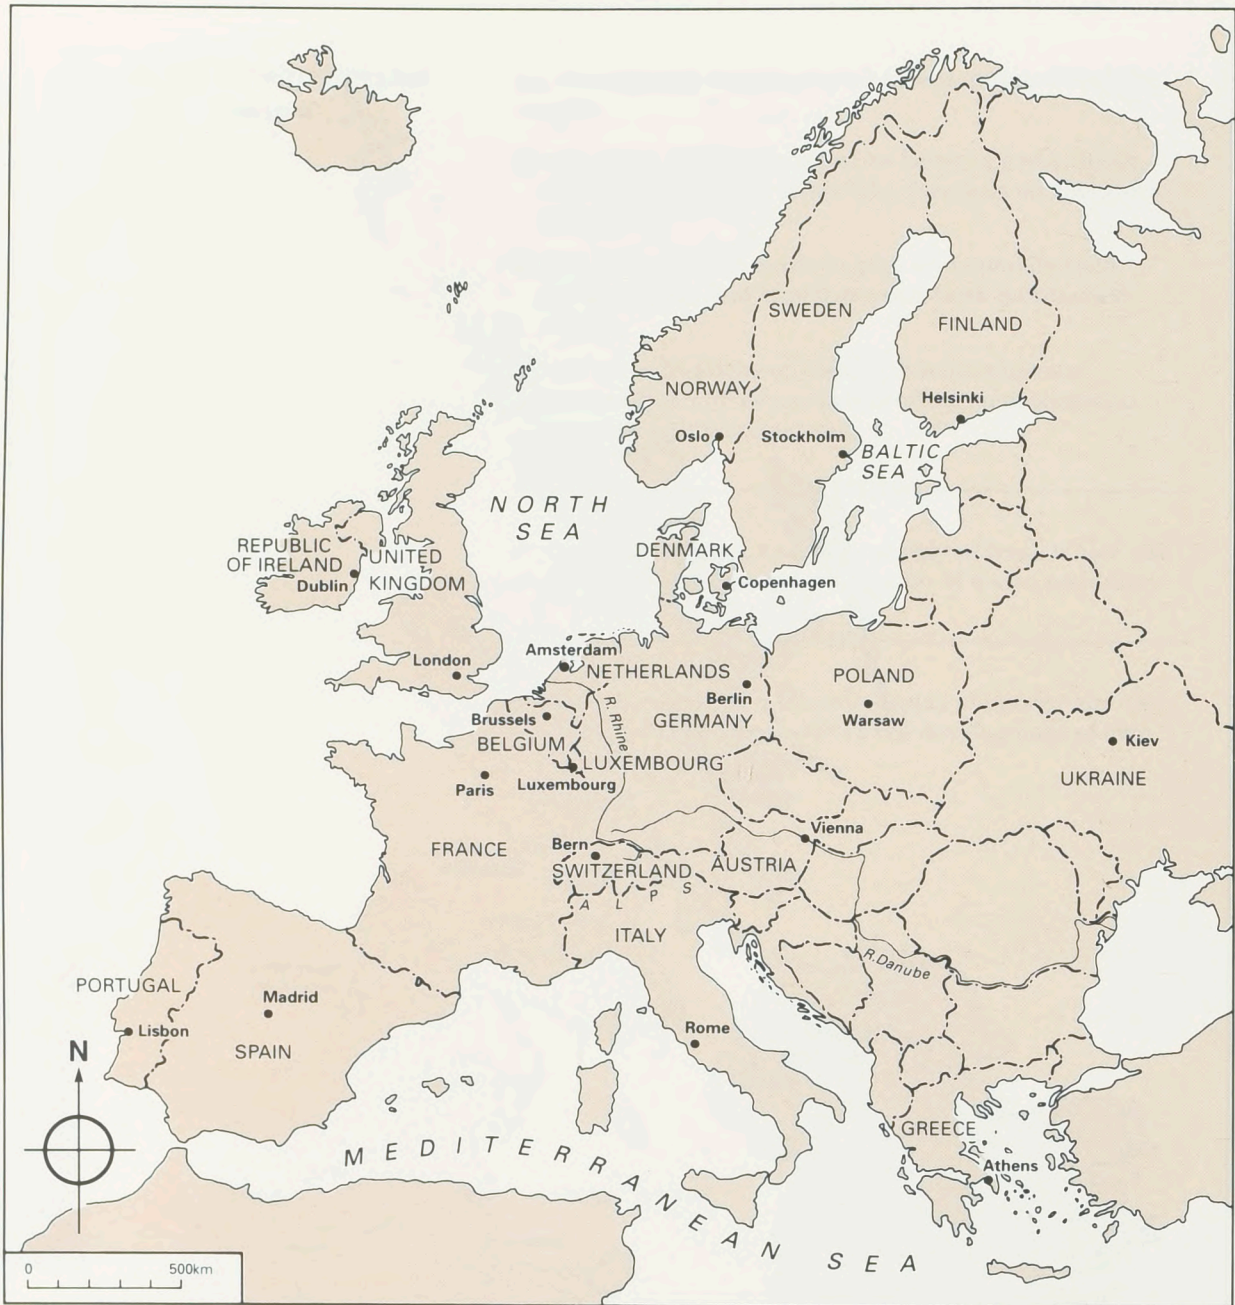 SWEDEN
FINLAND
NORWAY
Helsinki
Oslo
Stockholm
BALTIC
SEA
NORTH
SEA
REPUBLIC
OF IRELAND
Dublin
UNITED
KINGDOM
DENMARK
Copenhagen
London
Amsterdam
NETHERLANDS
Berlin
GERMANY
POLAND
Warsaw
R. Rhine
Brussels
BELGIUM
LUXEMBOURG
Luxembourg
Paris
Kiev
UKRAINE
FRANCE
Bern
SWITZERLAND
Vienna
AUSTRIA
ALPS
ITALY
R.Danube
PORTUGAL
Lisbon
Madrid
SPAIN
Rome
N
MEDITERRANEAN SEA
GREECE
Athens
0 500km